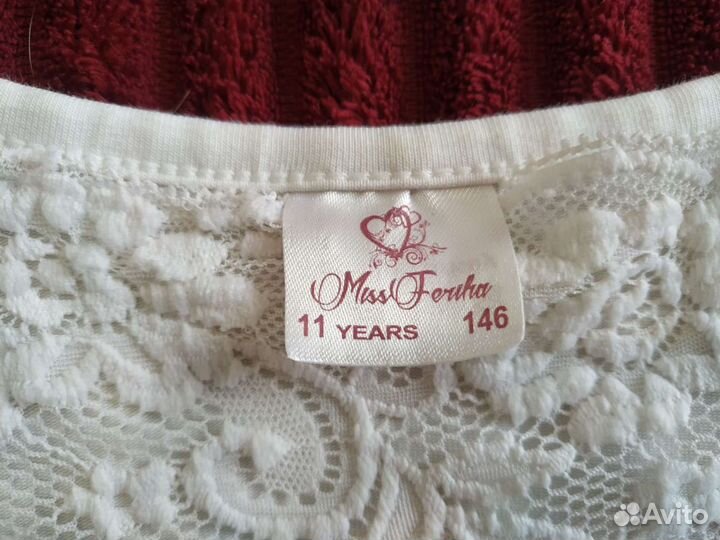 Miss Feriha
11 YEARS 146
Avito